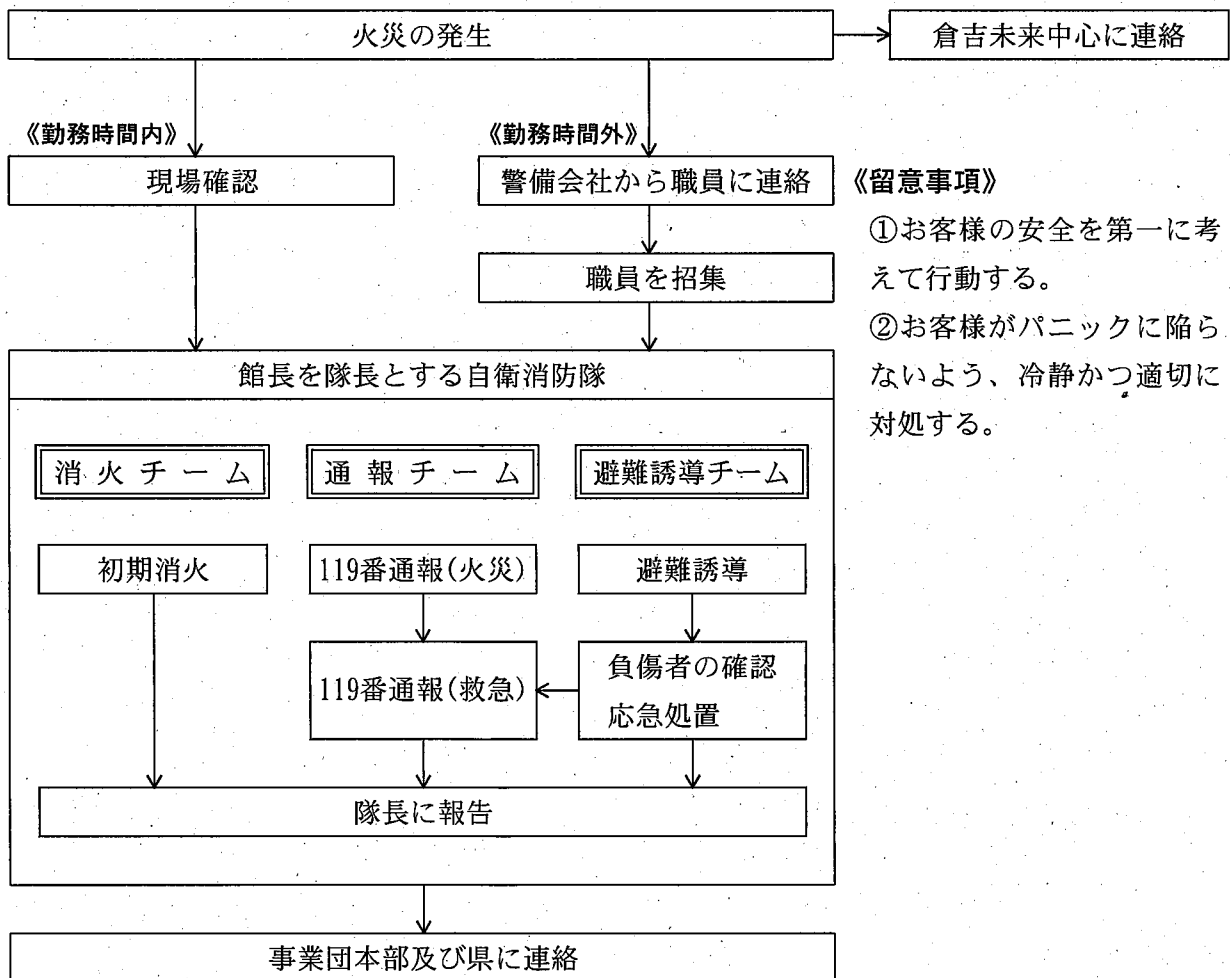 火災の発生
倉吉未来中心に連絡
《勤務時間内》
《勤務時間外》
現場確認
警備会社から職員に連絡
《留意事項》
①お客様の安全を第一に考
えて行動する。
②お客様がパニックに陥ら
ないよう、冷静かつ適切に
対処する。
職員を招集
館長を隊長とする自衛消防隊
消火チーム
通報チーム
避難誘導チーム
初期消火
119番通報(火災)
避難誘導
119番通報(救急)
負傷者の確認
応急処置
隊長に報告
事業団本部及び県に連絡